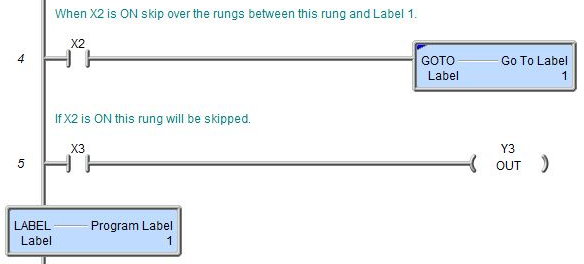 When X2 is ON skip over the rungs between this rung and Label 1.
X2
4
GOTO Go To Label
Label 1
If X2 is ON this rung will be skipped.
X3 Y3
5 OUT
LABEL Program Label
Label 1